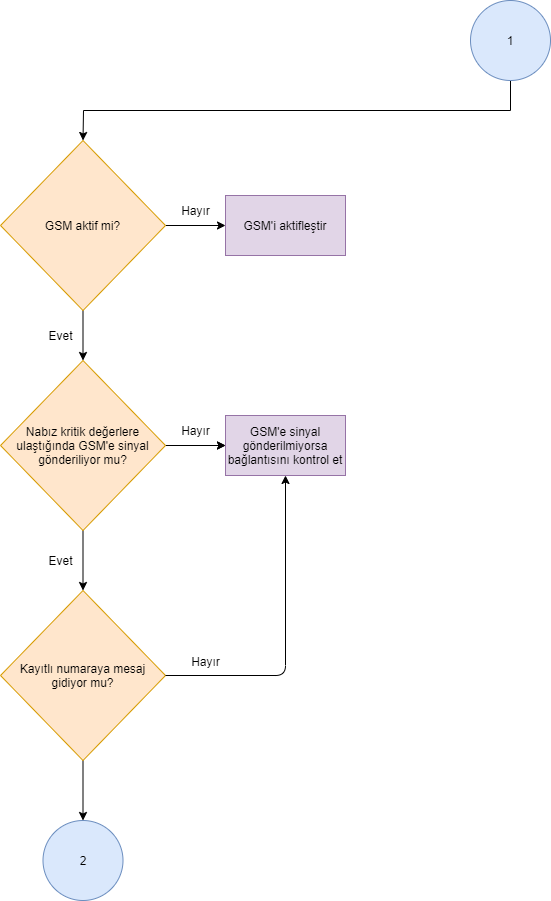 1
GSM aktif mi?
Hayır
GSM'i aktifleştir
Evet
Nabız kritik değerlere
ulaştığında GSM'e sinyal
gönderiliyor mu?
Hayır
GSM'e sinyal
gönderilmiyorsa
bağlantısını kontrol et
Evet
Kayıtlı numaraya mesaj
gidiyor mu?
Hayır
2